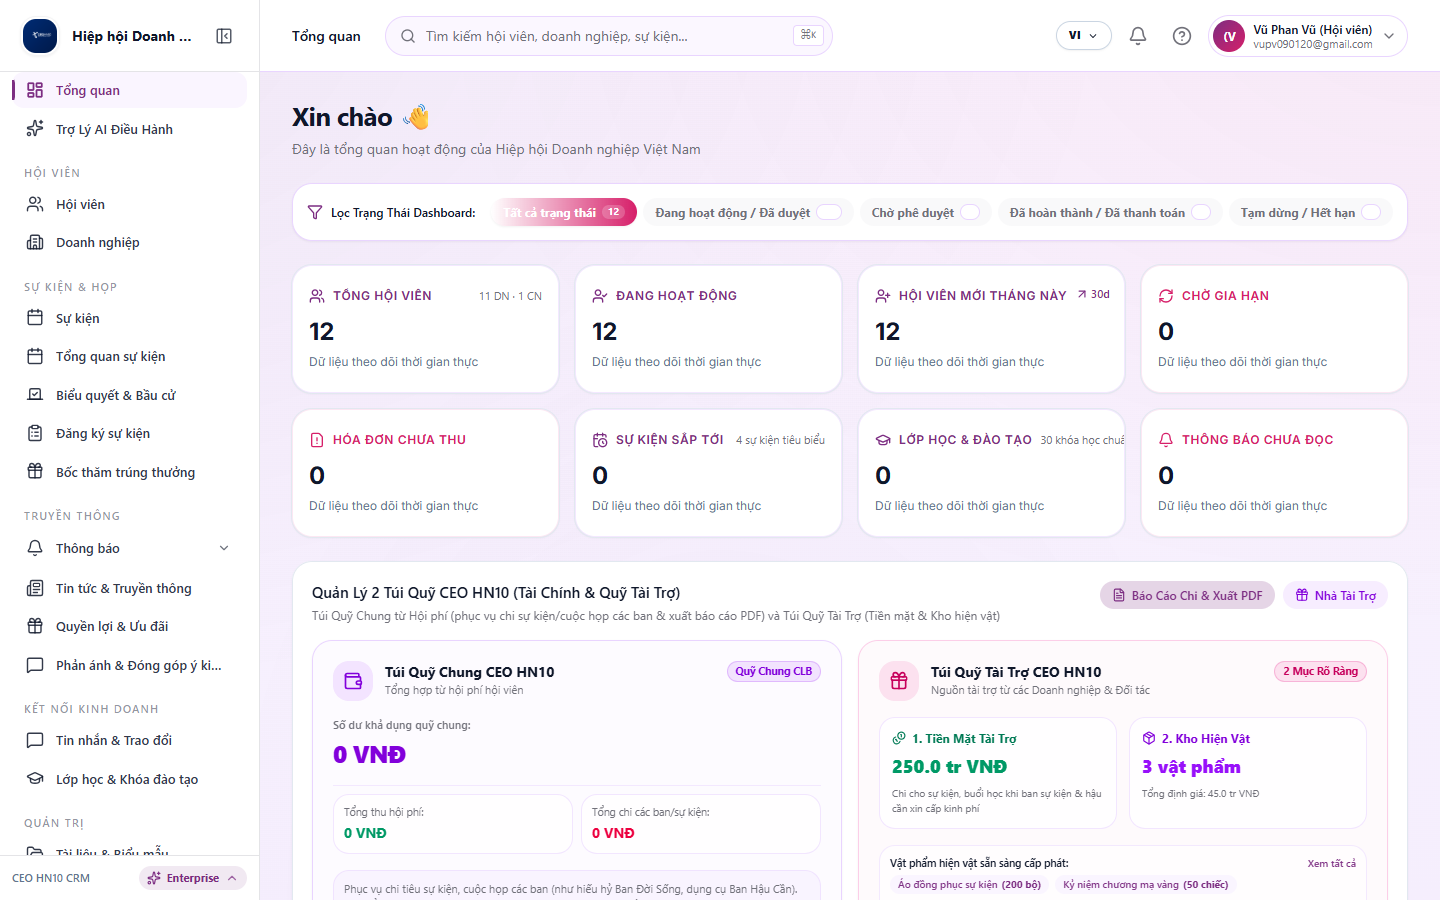 Hiệp hội Doanh ...
Tổng quan
Tìm kiếm hội viên, doanh nghiệp, sự kiện...
⌘K
VI
(V
Vũ Phan Vũ (Hội viên)
vupv090120@gmail.com
Tổng quan
Trợ Lý AI Điều Hành
HỘI VIÊN
Hội viên
Doanh nghiệp
SỰ KIỆN & HỌP
Sự kiện
Tổng quan sự kiện
Biểu quyết & Bầu cử
Đăng ký sự kiện
Bốc thăm trúng thưởng
TRUYỀN THÔNG
Thông báo
Tin tức & Truyền thông
Quyền lợi & Ưu đãi
Phản ánh & Đóng góp ý ki...
KẾT NỐI KINH DOANH
Tin nhắn & Trao đổi
Lớp học & Khóa đào tạo
QUẢN TRỊ
Tài liệu & Biểu mẫu
CEO HN10 CRM
Enterprise
Xin chào 👋
Đây là tổng quan hoạt động của Hiệp hội Doanh nghiệp Việt Nam
Lọc Trạng Thái Dashboard:
Tất cả trạng thái 12
Đang hoạt động / Đã duyệt
Chờ phê duyệt
Đã hoàn thành / Đã thanh toán
Tạm dừng / Hết hạn
TỔNG HỘI VIÊN
11 DN · 1 CN
12
Dữ liệu theo dõi thời gian thực
ĐANG HOẠT ĐỘNG
12
Dữ liệu theo dõi thời gian thực
HỘI VIÊN MỚI THÁNG NÀY
30d
12
Dữ liệu theo dõi thời gian thực
CHỜ GIA HẠN
0
Dữ liệu theo dõi thời gian thực
HÓA ĐƠN CHƯA THU
0
Dữ liệu theo dõi thời gian thực
SỰ KIỆN SẮP TỚI
4 sự kiện tiêu biểu
0
Dữ liệu theo dõi thời gian thực
LỚP HỌC & ĐÀO TẠO
30 khóa học chuẩ
0
Dữ liệu theo dõi thời gian thực
THÔNG BÁO CHƯA ĐỌC
0
Dữ liệu theo dõi thời gian thực
Quản Lý 2 Túi Quỹ CEO HN10 (Tài Chính & Quỹ Tài Trợ)
Túi Quỹ Chung từ Hội phí (phục vụ chi sự kiện/cuộc họp các ban & xuất báo cáo PDF) và Túi Quỹ Tài Trợ (Tiền mặt & Kho hiện vật)
Báo Cáo Chi & Xuất PDF
Nhà Tài Trợ
Túi Quỹ Chung CEO HN10
Tổng hợp từ hội phí hội viên
Quỹ Chung CLB
Số dư khả dụng quỹ chung:
0 VNĐ
Tổng thu hội phí:
0 VNĐ
Tổng chi các ban/sự kiện:
0 VNĐ
Phục vụ chi tiêu sự kiện, cuộc họp các ban (như hiếu hỷ Ban Đời Sống, dụng cụ Ban Hậu Cần).
Túi Quỹ Tài Trợ CEO HN10
Nguồn tài trợ từ các Doanh nghiệp & Đối tác
2 Mục Rõ Ràng
1. Tiền Mặt Tài Trợ
250.0 tr VNĐ
Chi cho sự kiện, buổi học khi ban sự kiện & hậu
cần xin cấp kinh phí
2. Kho Hiện Vật
3 vật phẩm
Tổng định giá: 45.0 tr VNĐ
Vật phẩm hiện vật sẵn sàng cấp phát:
Xem tất cả
Áo đồng phục sự kiện (200 bộ)
Kỷ niệm chương mạ vàng (50 chiếc)